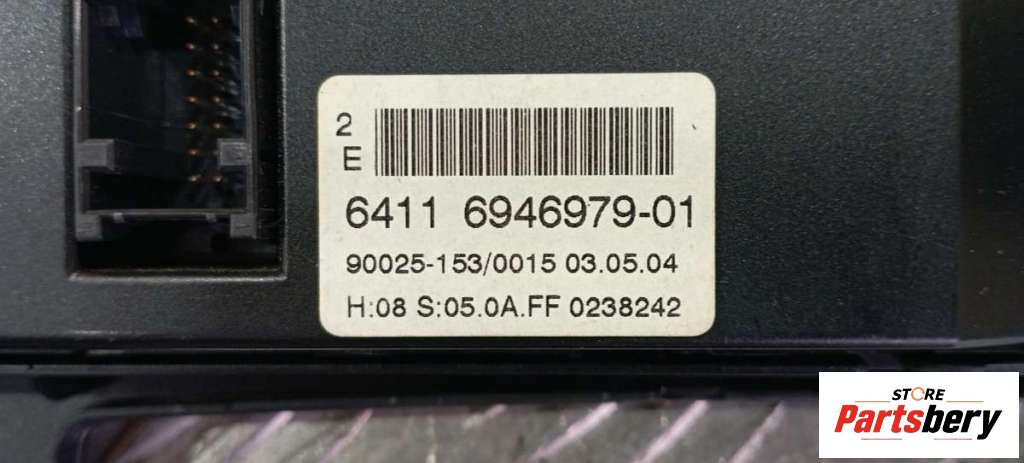 2
E
6411 6946979-01
90025-153/0015 03.05.04
H:08 S:05.0A.FF 0238242
STORE
Partsbery